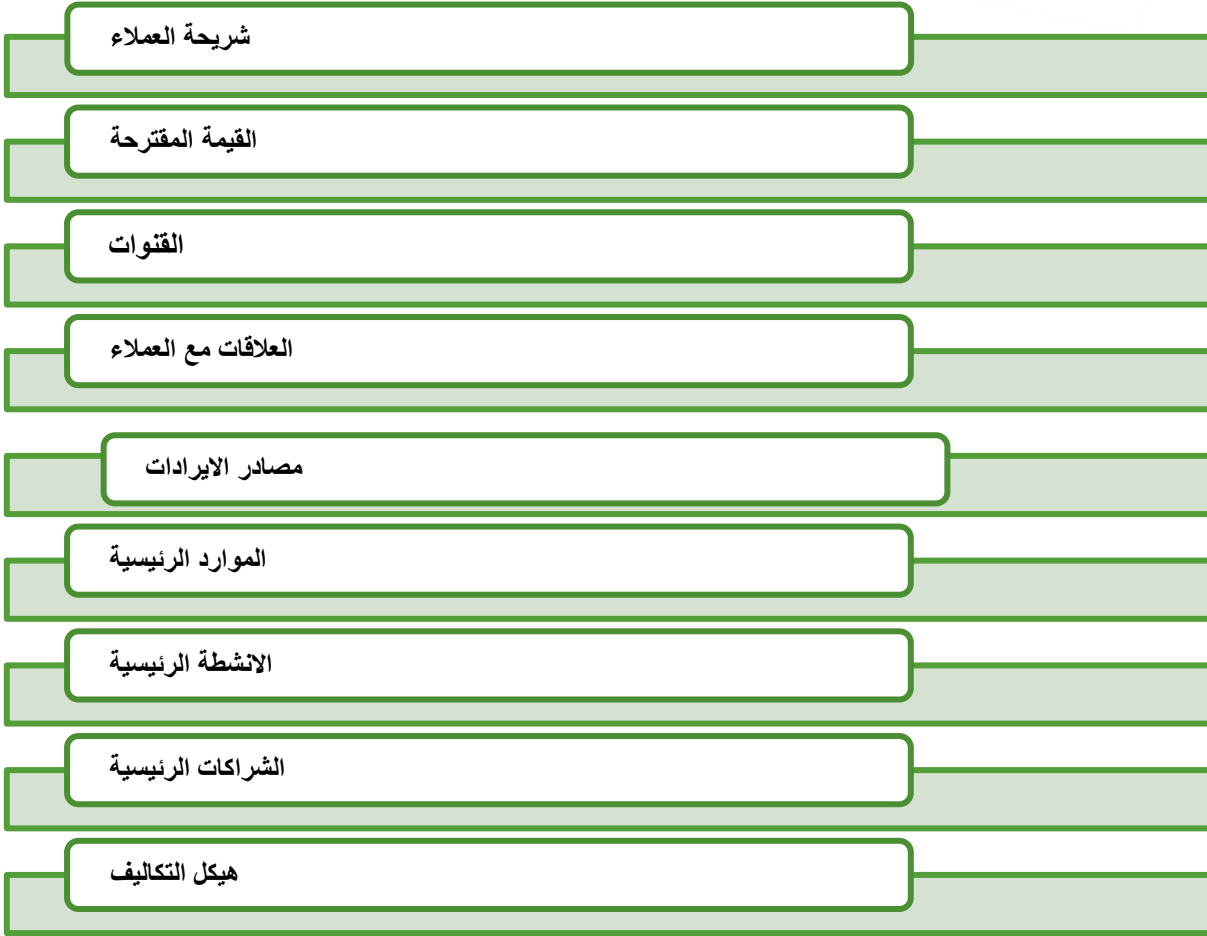 شريحة العملاء
القيمة المقترحة
القنوات
العلاقات مع العملاء
مصادر الايرادات
الموارد الرئيسية
الانشطة الرئيسية
الشراكات الرئيسية
هيكل التكاليف